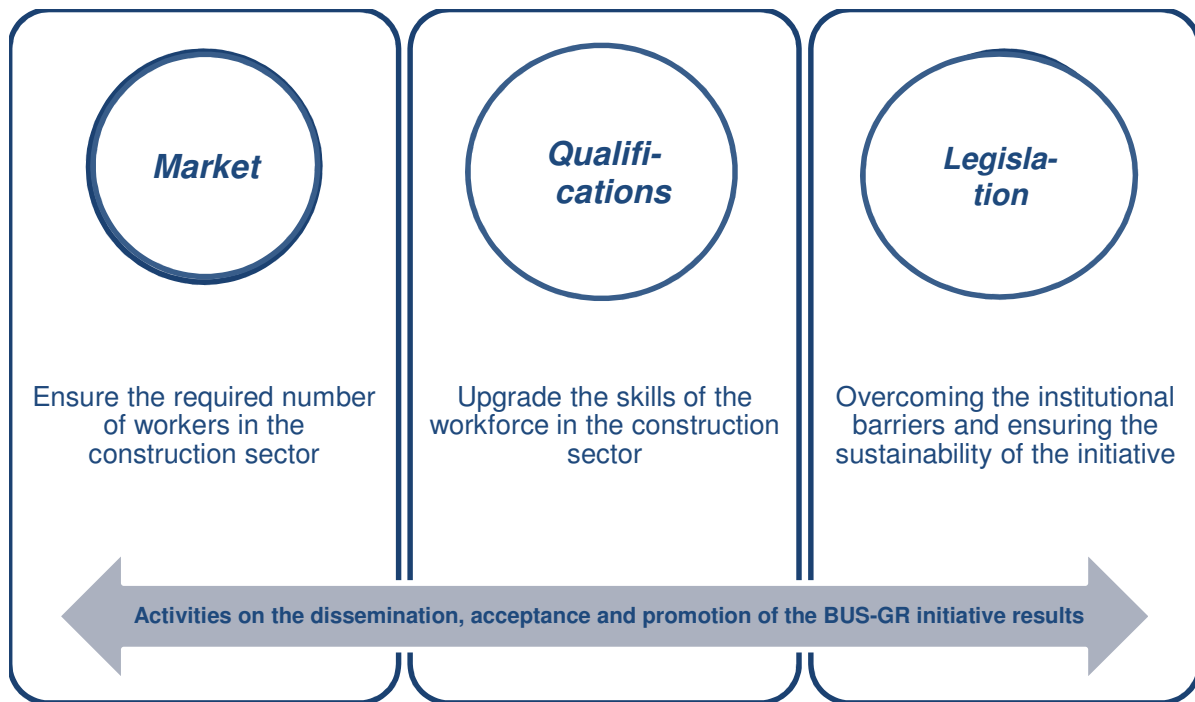 Market
Qualifi-
cations
Legisla-
tion
Ensure the required number
of workers in the
construction sector
Upgrade the skills of the
workforce in the construction
sector
Overcoming the institutional
barriers and ensuring the
sustainability of the initiative
Activities on the dissemination, acceptance and promotion of the BUS-GR initiative results